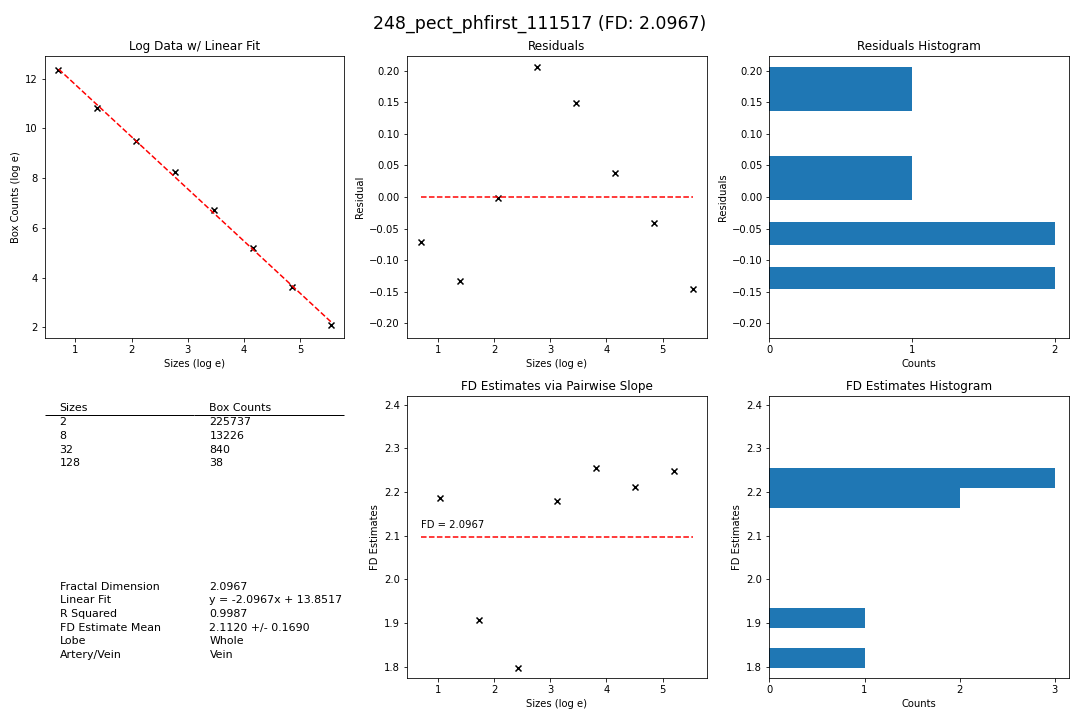 248_pect_phfirst_111517 (FD: 2.0967)
Log Data w/ Linear Fit
Box Counts (log e)
12
10
8
6
4
2
1 2 3 4 5
Sizes (log e)
Residuals
Residual
0.20
0.15
0.10
0.05
0.00
−0.05
−0.10
−0.15
−0.20
1 2 3 4 5
Sizes (log e)
Residuals Histogram
Residuals
0.20
0.15
0.10
0.05
0.00
−0.05
−0.10
−0.15
−0.20
0 1 2
Counts
Sizes Box Counts
2 225737
8 13226
32 840
128 38
Fractal Dimension 2.0967
Linear Fit y = -2.0967x + 13.8517
R Squared 0.9987
FD Estimate Mean 2.1120 +/- 0.1690
Lobe Whole
Artery/Vein Vein
FD Estimates via Pairwise Slope
FD Estimates
2.4
2.3
2.2
2.1
2.0
1.9
1.8
FD = 2.0967
1 2 3 4 5
Sizes (log e)
FD Estimates Histogram
FD Estimates
2.4
2.3
2.2
2.1
2.0
1.9
1.8
0 1 2 3
Counts